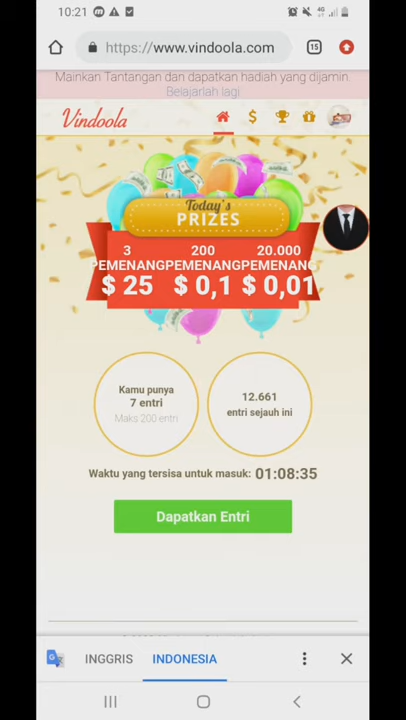 10:21
4G
https://www.vindoola.com
15
Mainkan Tantangan dan dapatkan hadiah yang dijamin.
Belajarlah lagi
Vindoola
Today's
PRIZES
3 200 20.000
PEMENANG PEMENANG PEMENANG
$ 25 $ 0,1 $ 0,01
Kamu punya
7 entri
Maks 200 entri
12.661
entri sejauh ini
Waktu yang tersisa untuk masuk: 01:08:35
Dapatkan Entri
INGGRIS INDONESIA